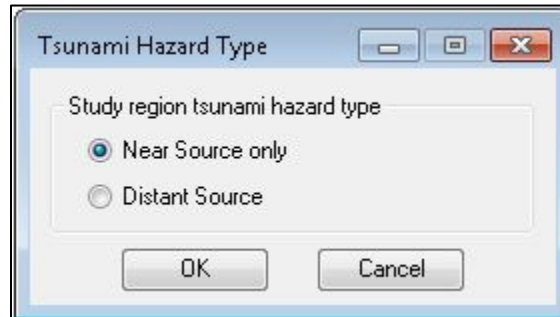 Tsunami Hazard Type
Study region tsunami hazard type
Near Source only
Distant Source
OK Cancel